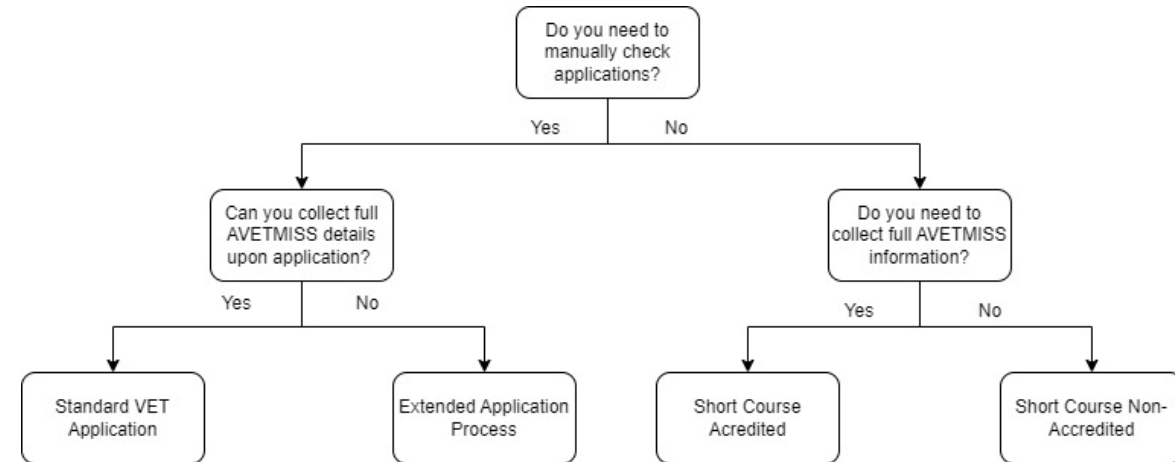 Do you need to
manually check
applications?
Yes
No
Can you collect full
AVETMISS details
upon application?
Do you need to
collect full AVETMISS
information?
Yes
No
Yes
No
Standard VET
Application
Extended Application
Process
Short Course
Acredited
Short Course Non-
Accredited